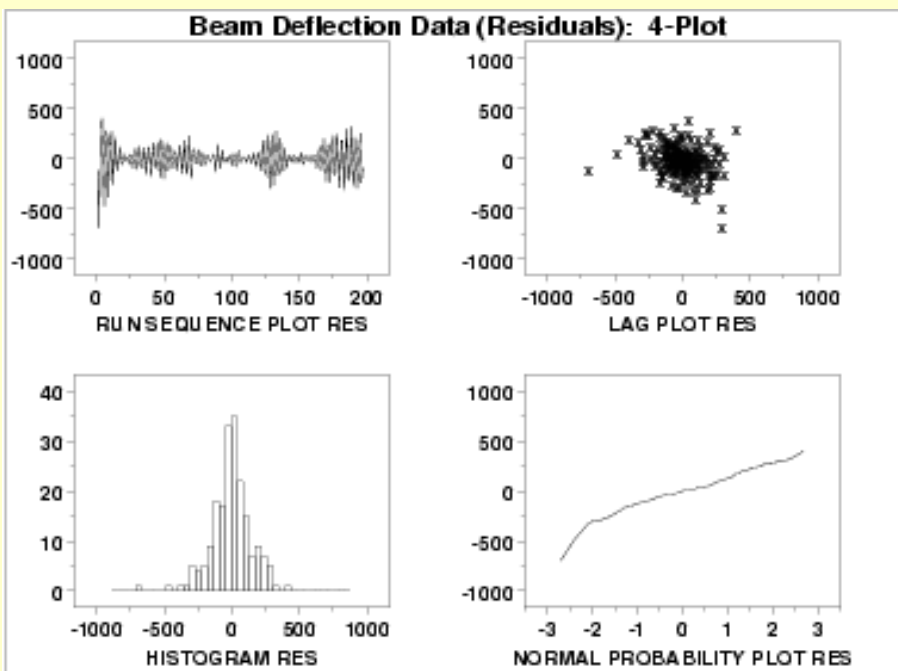 Beam Deflection Data (Residuals): 4-Plot
1000
500
0
-500
-1000
0 50 100 150 200
RUN SEQUENCE PLOT RES
1000
500
0
-500
-1000
-1000 -500 0 500 1000
LAG PLOT RES
40
30
20
10
0
-1000 -500 0 500 1000
HISTOGRAM RES
1000
500
0
-500
-1000
-3 -2 -1 0 1 2 3
NORMAL PROBABILITY PLOT RES